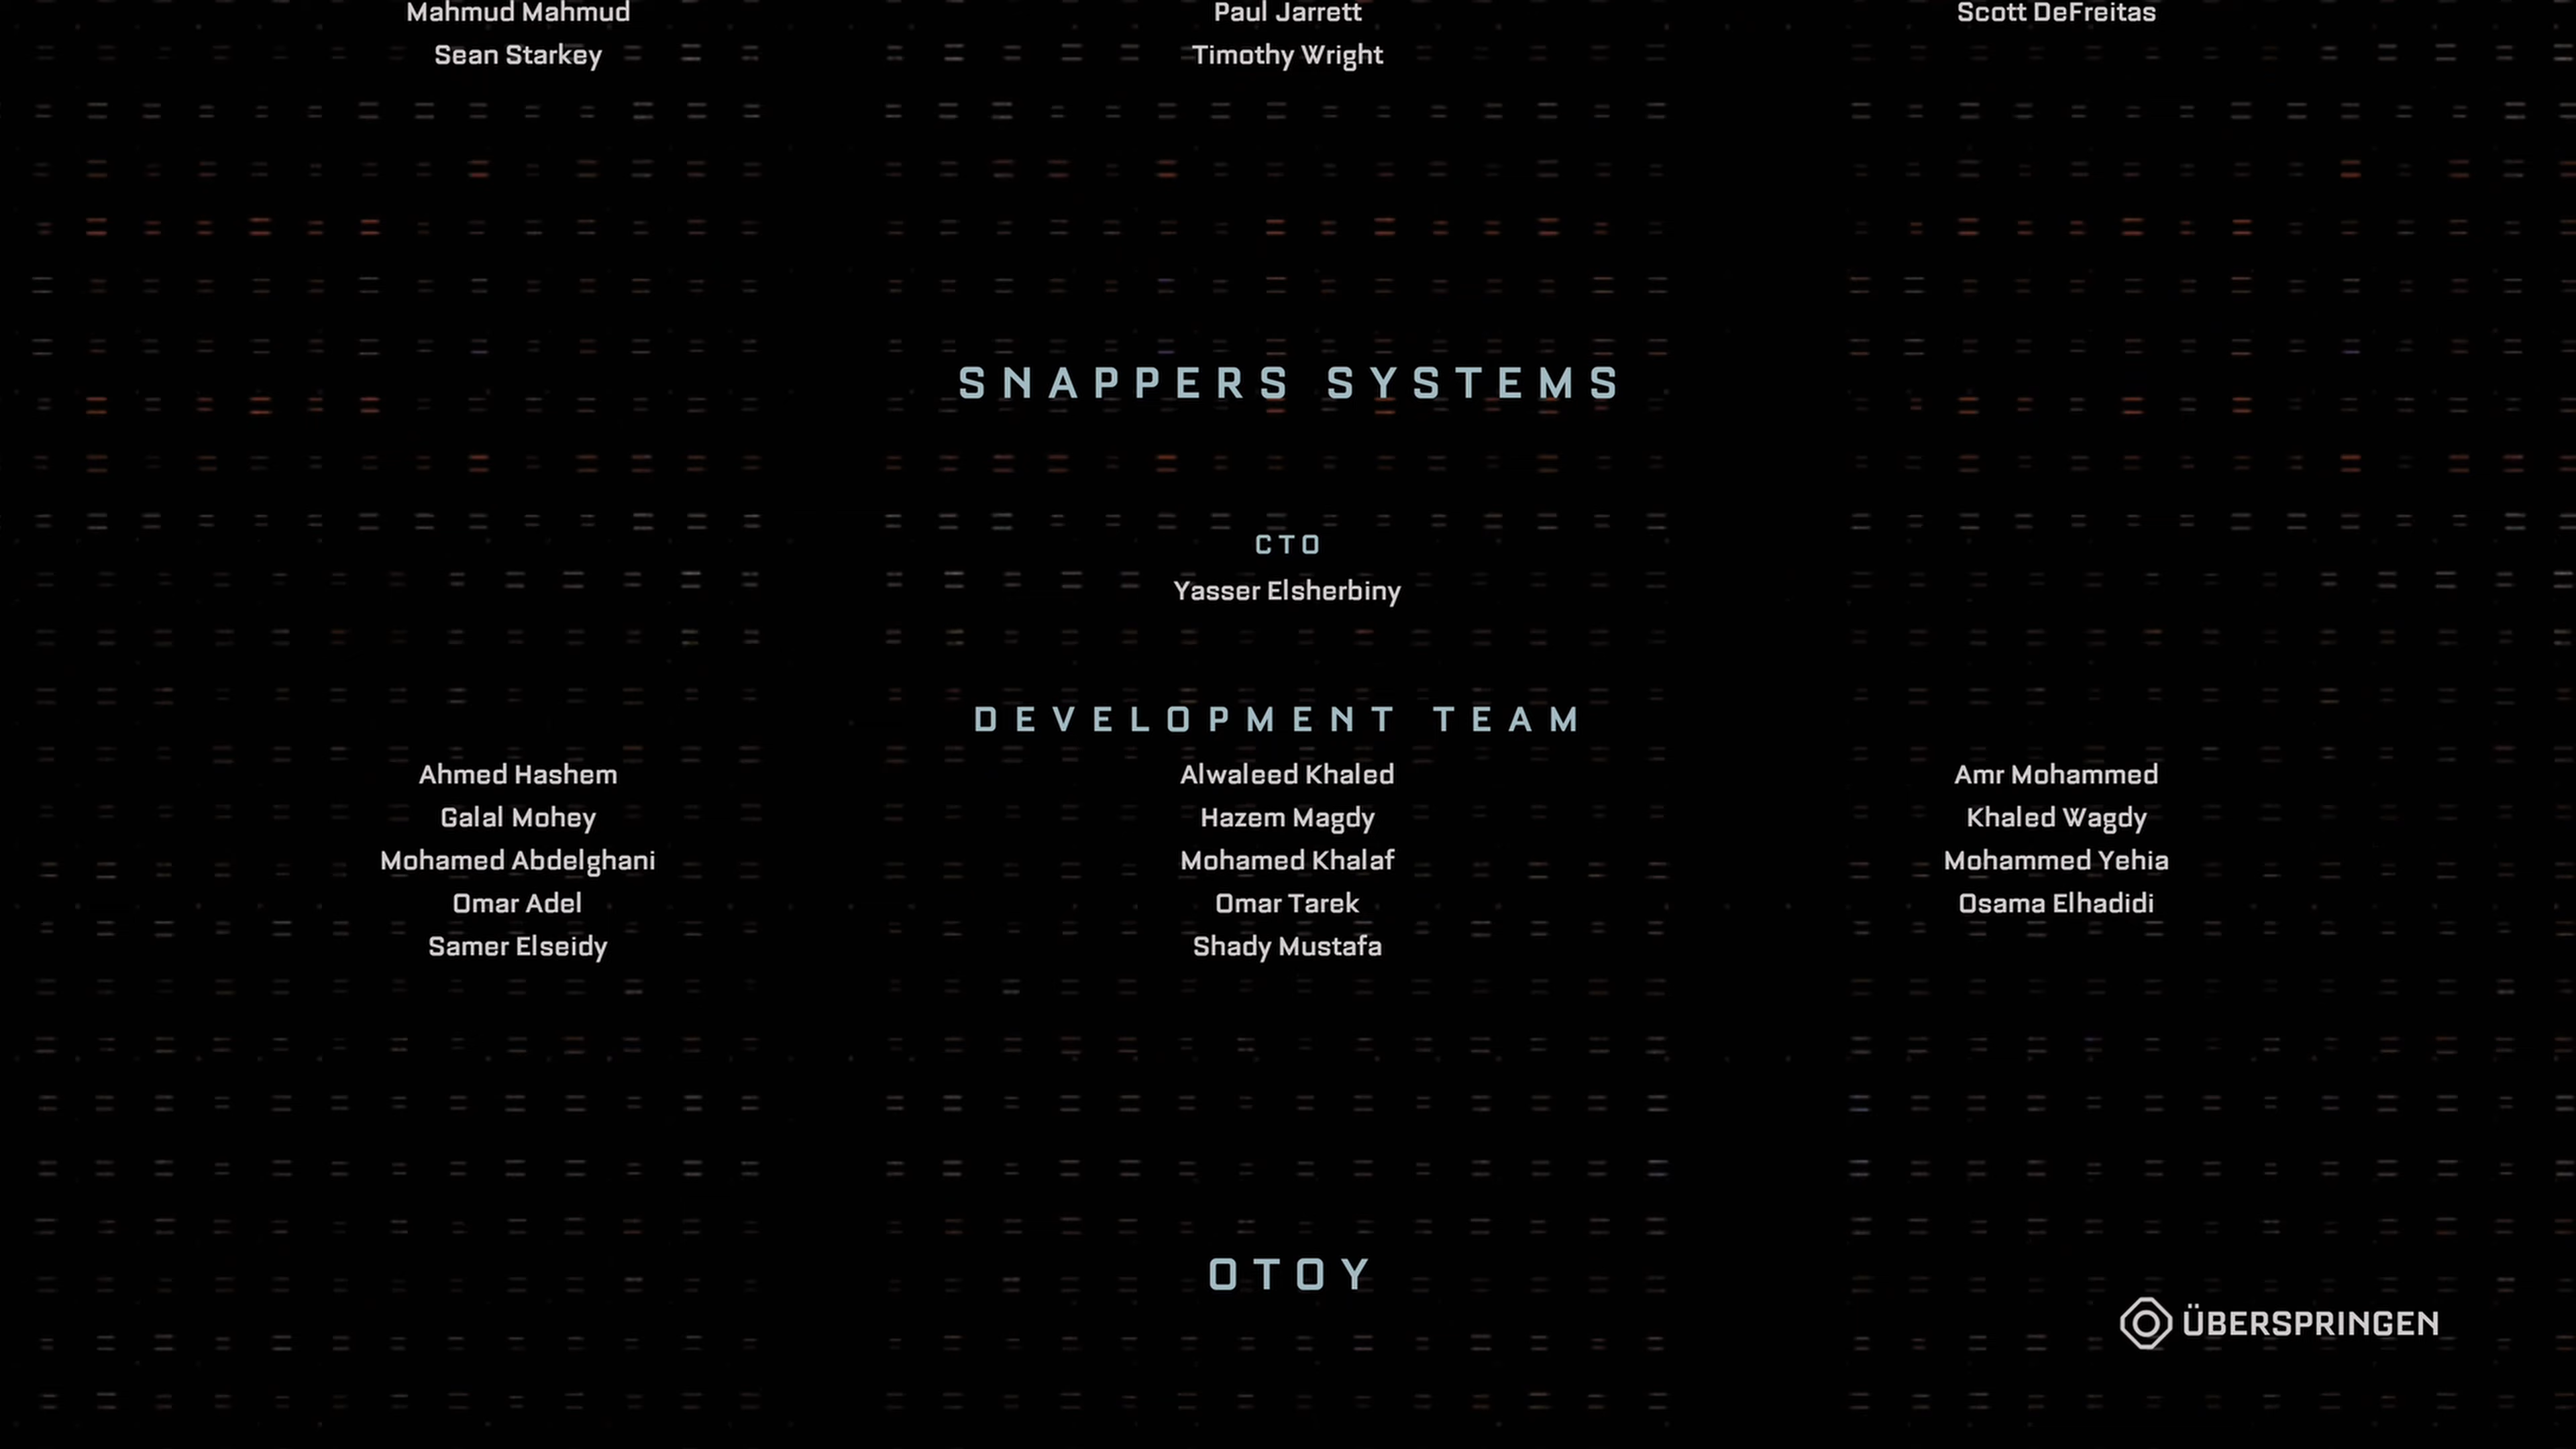 Mahmud Mahmud Paul Jarrett Scott DeFreitas
Sean Starkey Timothy Wright
SNAPPERS SYSTEMS
CTO
Yasser Elsherbiny
DEVELOPMENT TEAM
Ahmed Hashem Alwaleed Khaled Amr Mohammed
Galal Mohey Hazem Magdy Khaled Wagdy
Mohamed Abdelghani Mohamed Khalaf Mohammed Yehia
Omar Adel Omar Tarek Osama Elhadidi
Samer Elseidy Shady Mustafa
OTOY
ÜBERSPRINGEN